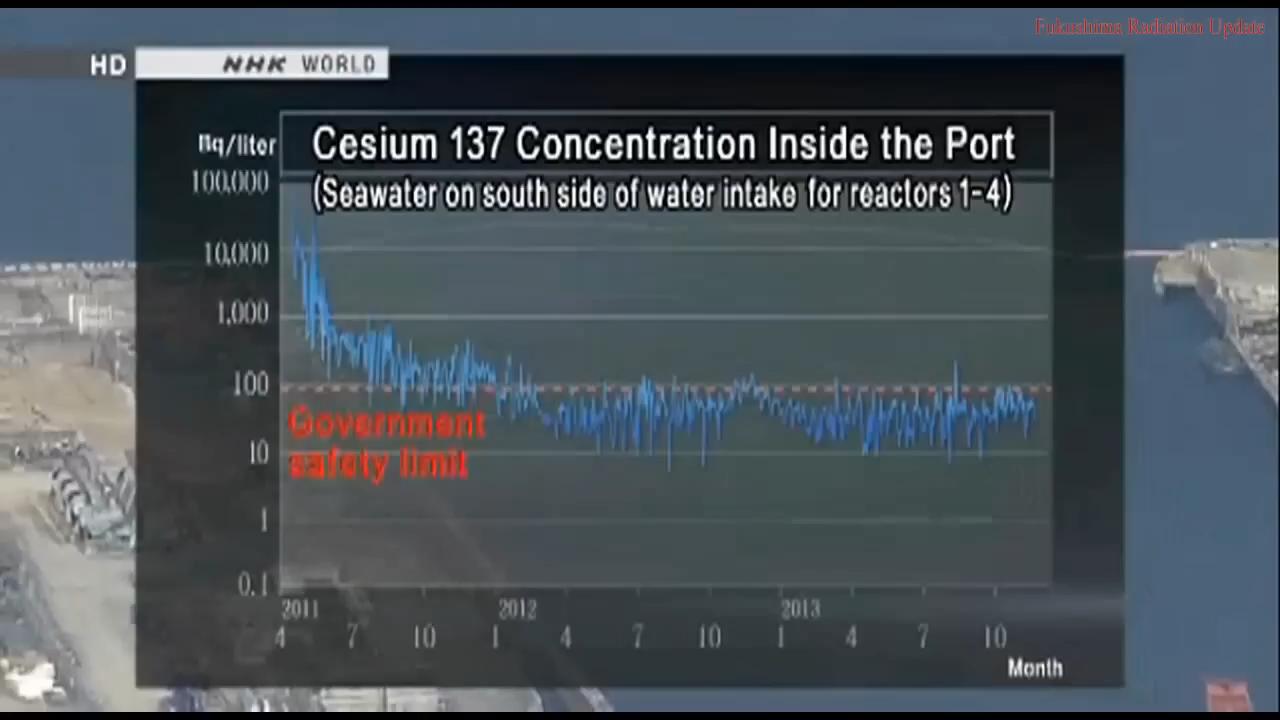 Fukushima Radiation Update
HD NHK WORLD
Bq/liter
Cesium 137 Concentration Inside the Port
(Seawater on south side of water intake for reactors 1-4)
100,000
10,000
1,000
100
Government
safety limit
10
1
0.1
2011 2012 2013
4 7 10 1 4 7 10 1 4 7 10
Month